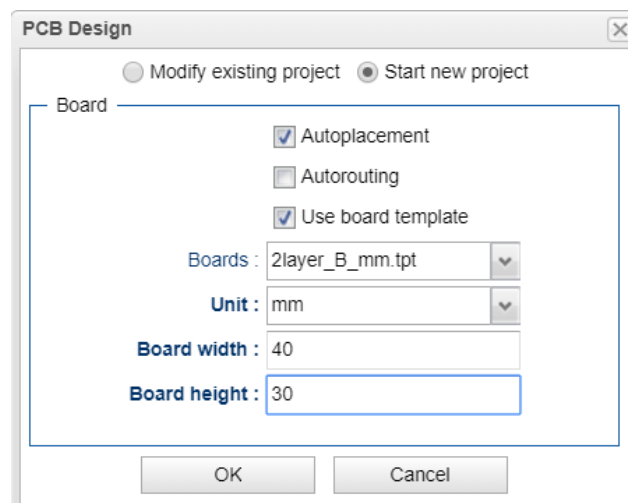 PCB Design
Modify existing project Start new project
Board
Autoplacement
Autorouting
Use board template
Boards : 2layer_B_mm.tpt
Unit : mm
Board width : 40
Board height : 30
OK Cancel